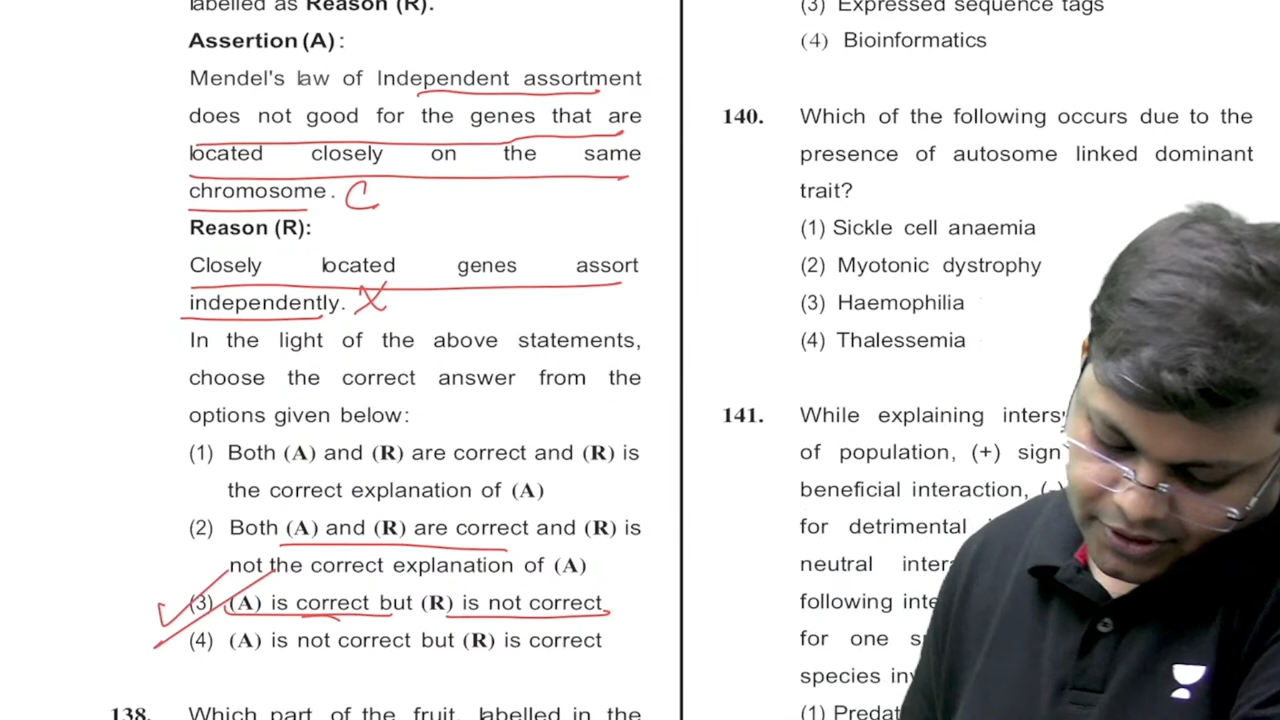 labelled as Reason (R).
Assertion (A) :
Mendel's law of Independent assortment
does not good for the genes that are
located closely on the same
chromosome. C
Reason (R):
Closely located genes assort
independently. X
In the light of the above statements,
choose the correct answer from the
options given below:
(1) Both (A) and (R) are correct and (R) is
the correct explanation of (A)
(2) Both (A) and (R) are correct and (R) is
not the correct explanation of (A)
(3) (A) is correct but (R) is not correct
(4) (A) is not correct but (R) is correct
138. Which part of the fruit, labelled in the
(3) Expressed sequence tags
(4) Bioinformatics
140. Which of the following occurs due to the
presence of autosome linked dominant
trait?
(1) Sickle cell anaemia
(2) Myotonic dystrophy
(3) Haemophilia
(4) Thalessemia
141. While explaining
of population, (+) sign
beneficial interaction,
for detrimental
neutral
following
for one
species
(1)